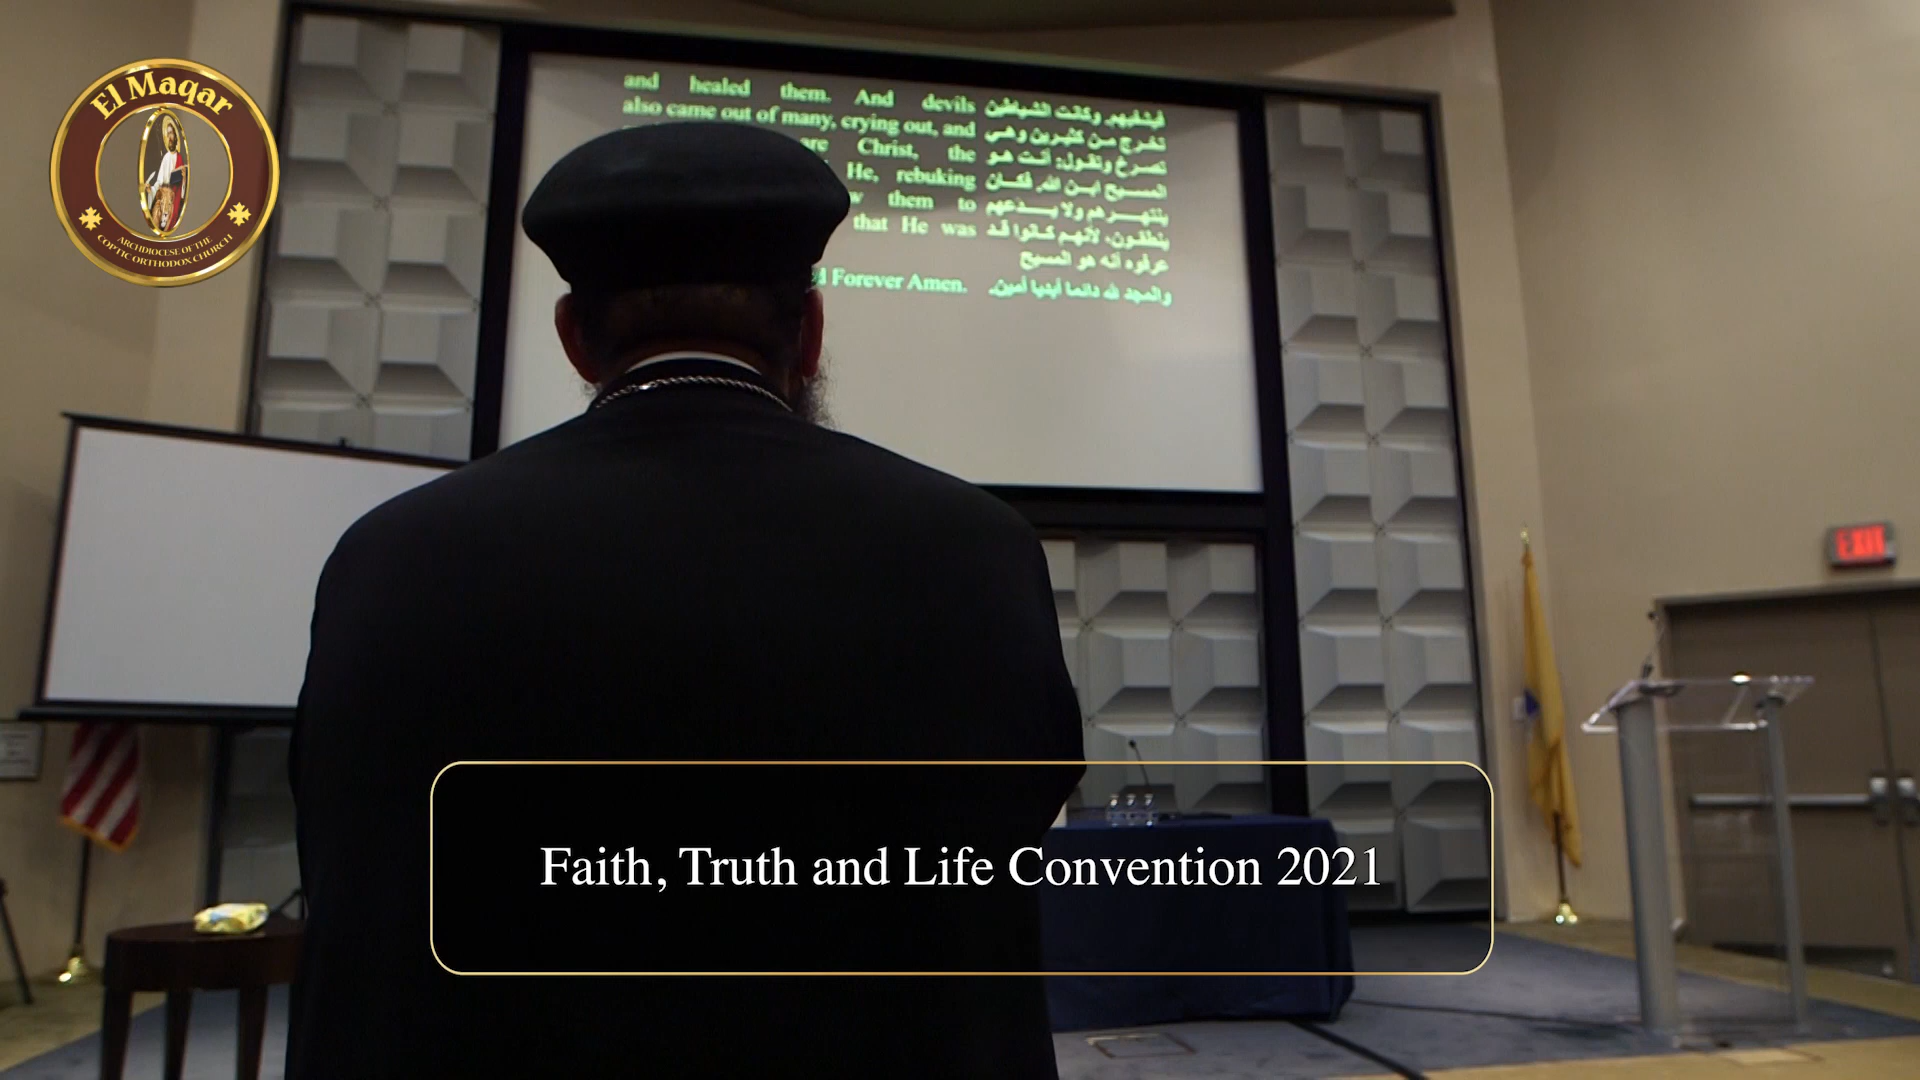 El Maqar
ARCHDIOCESE OF THE
COPTIC ORTHODOX CHURCH
and healed them. And devils
also came out of many, crying out, and
are Christ, the
He, rebuking
them to
that He was
Forever Amen.
فيشفيهم. وكانت الشياطين
تخرج من كثيرين وهي
تصرخ وتقول: أنت هو
المسيح ابن الله. فكان
ينتهرهم ولا يدعهم
ينطقون، لأنهم كانوا قد
عرفوه أنه هو المسيح
والمجد لله دائما أبديا أمين.
EXIT
Faith, Truth and Life Convention 2021